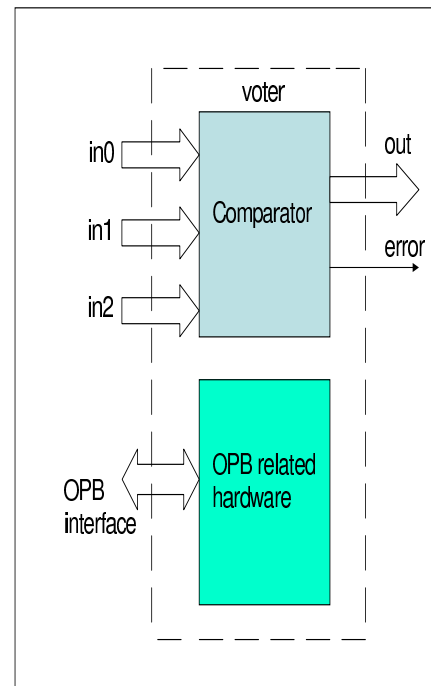 voter
in0
out
Comparator
in1
error
in2
OPB related
hardware
OPB
interface